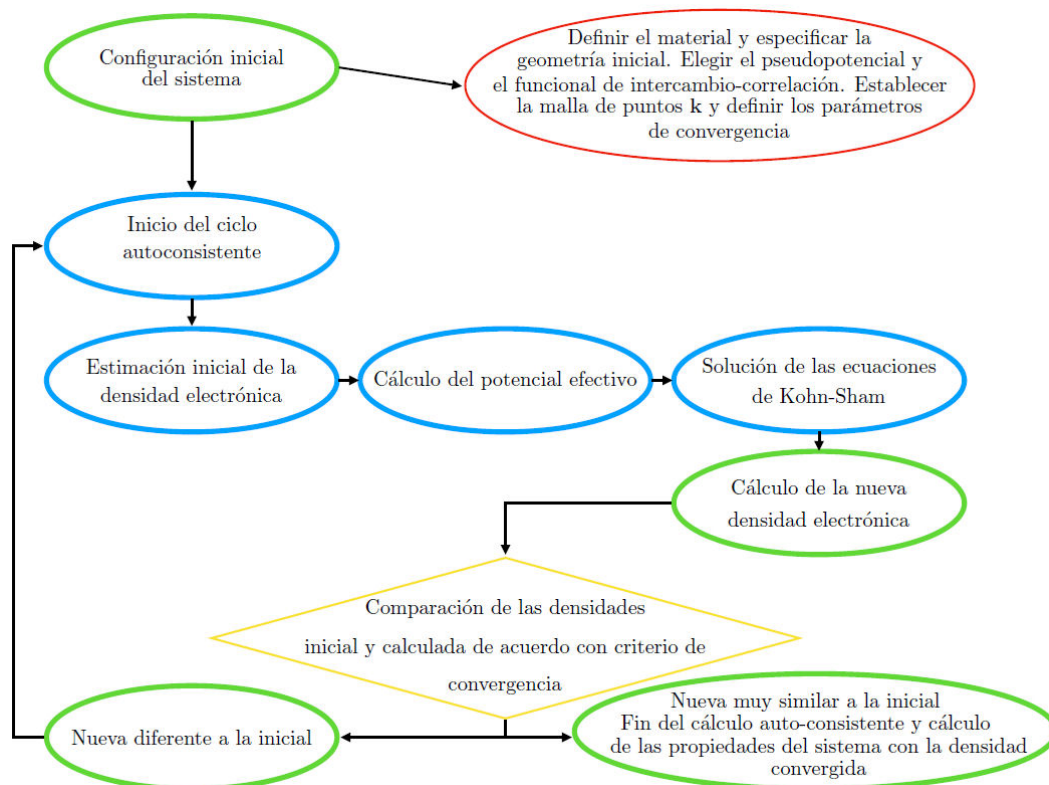 Configuración inicial
del sistema
Definir el material y especificar la
geometría inicial. Elegir el pseudopotencial y
el funcional de intercambio-correlación. Establecer
la malla de puntos k y definir los parámetros
de convergencia
Inicio del ciclo
autoconsistente
Estimación inicial de la
densidad electrónica
Cálculo del potencial efectivo
Solución de las ecuaciones
de Kohn-Sham
Cálculo de la nueva
densidad electrónica
Comparación de las densidades
inicial y calculada de acuerdo con criterio de
convergencia
Nueva diferente a la inicial
Nueva muy similar a la inicial
Fin del cálculo auto-consistente y cálculo
de las propiedades del sistema con la densidad
convergida